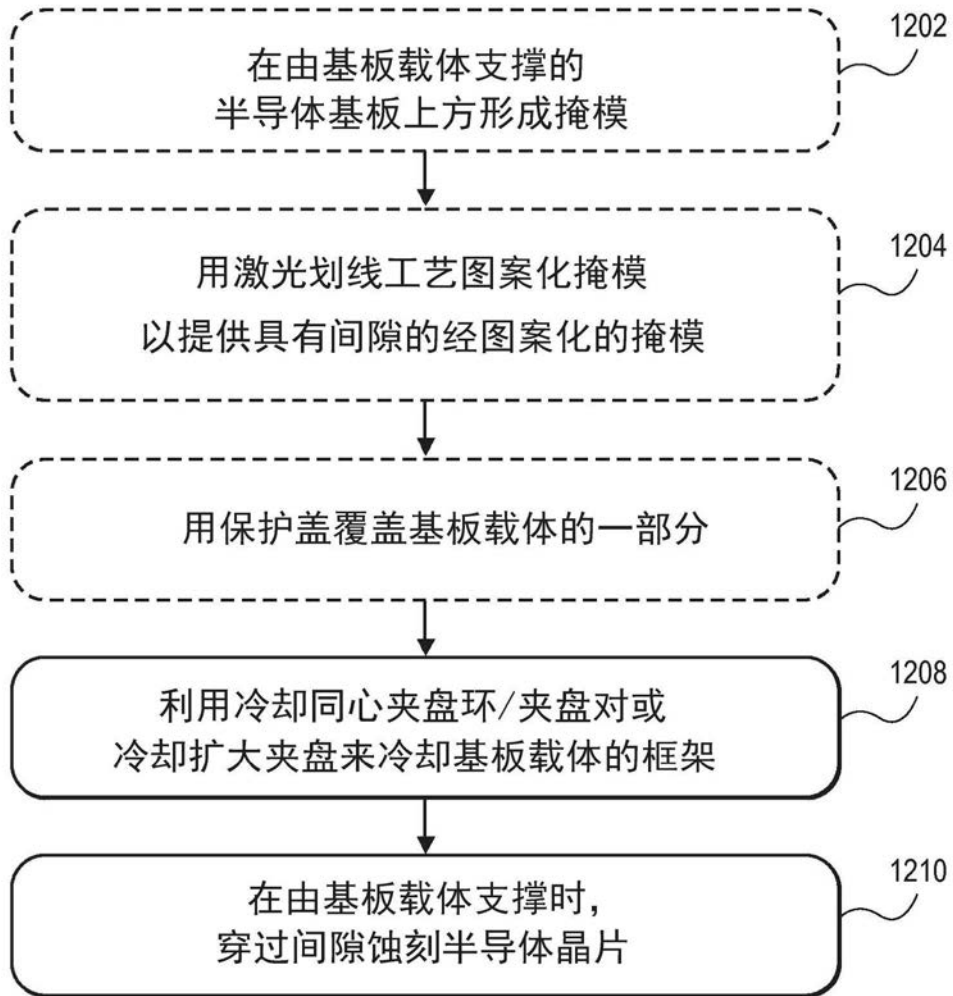 1202
在由基板载体支撑的
半导体基板上方形成掩模
1204
用激光划线工艺图案化掩模
以提供具有间隙的经图案化的掩模
1206
用保护盖覆盖基板载体的一部分
1208
利用冷却同心夹盘环/夹盘对或
冷却扩大夹盘来冷却基板载体的框架
1210
在由基板载体支撑时，
穿过间隙蚀刻半导体晶片